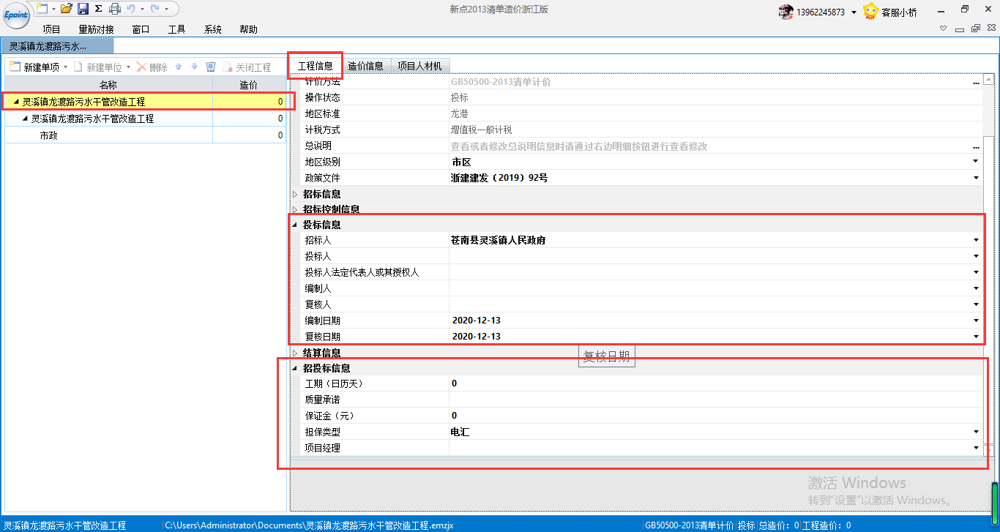 Epoint
新点2013清单造价浙江版
13962245873
客服小桥
项目 量筋对接 窗口 工具 系统 帮助
灵溪镇龙渡路污水...
新建单项 新建单位 删除 关闭工程
工程信息 造价信息 项目人材机
名称 造价
灵溪镇龙渡路污水干管改造工程 0
灵溪镇龙渡路污水干管改造工程 0
市政 0
计价方法 GB50500-2013清单计价 ...
操作状态 投标
地区标准 龙港
计税方式 增值税一般计税
总说明 查看或者修改总说明信息时请通过右边明细按钮进行查看修改 ...
地区级别 市区
政策文件 浙建建发（2019）92号
招标信息
招标控制信息
投标信息
招标人 苍南县灵溪镇人民政府
投标人
投标人法定代表人或其授权人
编制人
复核人
编制日期 2020-12-13
复核日期 2020-12-13
结算信息
复核日期
招投标信息
工期（日历天） 0
质量承诺
保证金（元） 0
担保类型 电汇
项目经理
激活 Windows
转到"设置"以激活 Windows。
灵溪镇龙渡路污水干管改造工程 C:\Users\Administrator\Documents\灵溪镇龙渡路污水干管改造工程.emzjx GB50500-2013清单计价 投标 总造价：0 工程造价：0